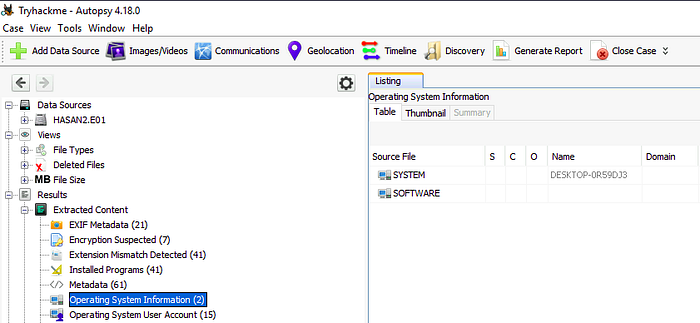 Tryhackme - Autopsy 4.18.0
Case View Tools Window Help
Add Data Source Images/Videos Communications Geolocation Timeline Discovery Generate Report Close Case
Listing
Operating System Information
Table Thumbnail Summary
Source File S C O Name Domain
SYSTEM DESKTOP-0R59DJ3
SOFTWARE
Data Sources
HASAN2.E01
Views
File Types
Deleted Files
MB File Size
Results
Extracted Content
EXIF Metadata (21)
Encryption Suspected (7)
Extension Mismatch Detected (41)
Installed Programs (41)
Metadata (61)
Operating System Information (2)
Operating System User Account (15)